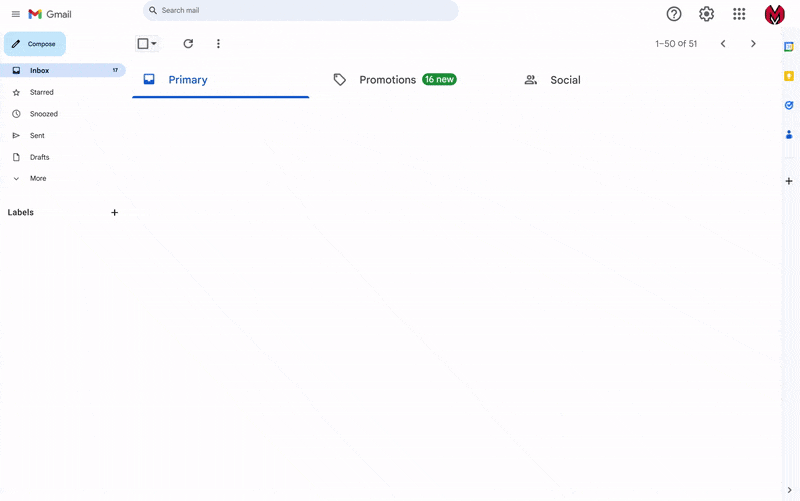 Gmail
Search mail
Compose
1–50 of 51
Inbox 17
Primary
Promotions 16 new
Social
Starred
Snoozed
Sent
Drafts
More
Labels